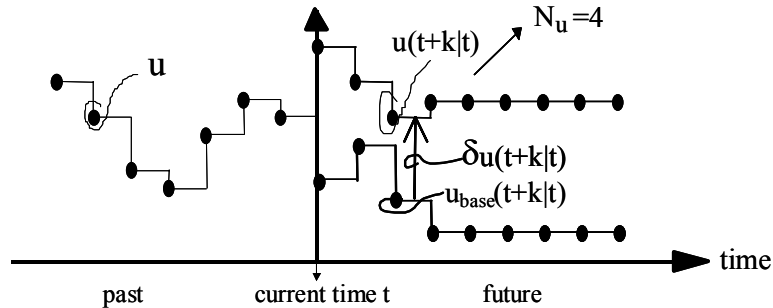 N_u=4
u(t+k|t)
u
δu(t+k|t)
u_base(t+k|t)
time
past
current time t
future